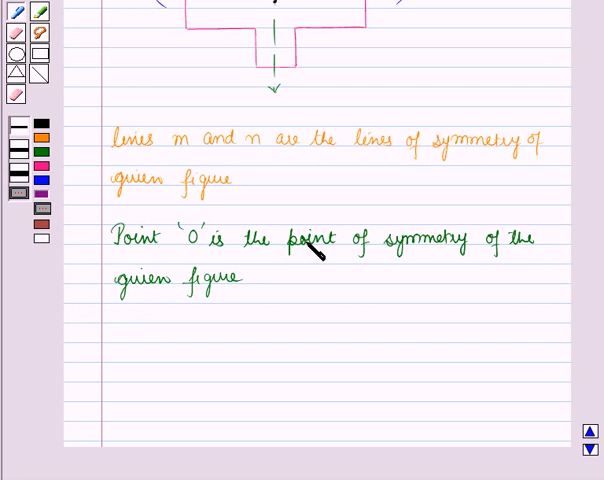 lines m and n are the lines of symmetry of
given figure
Point 'O' is the point of symmetry of the
given figure